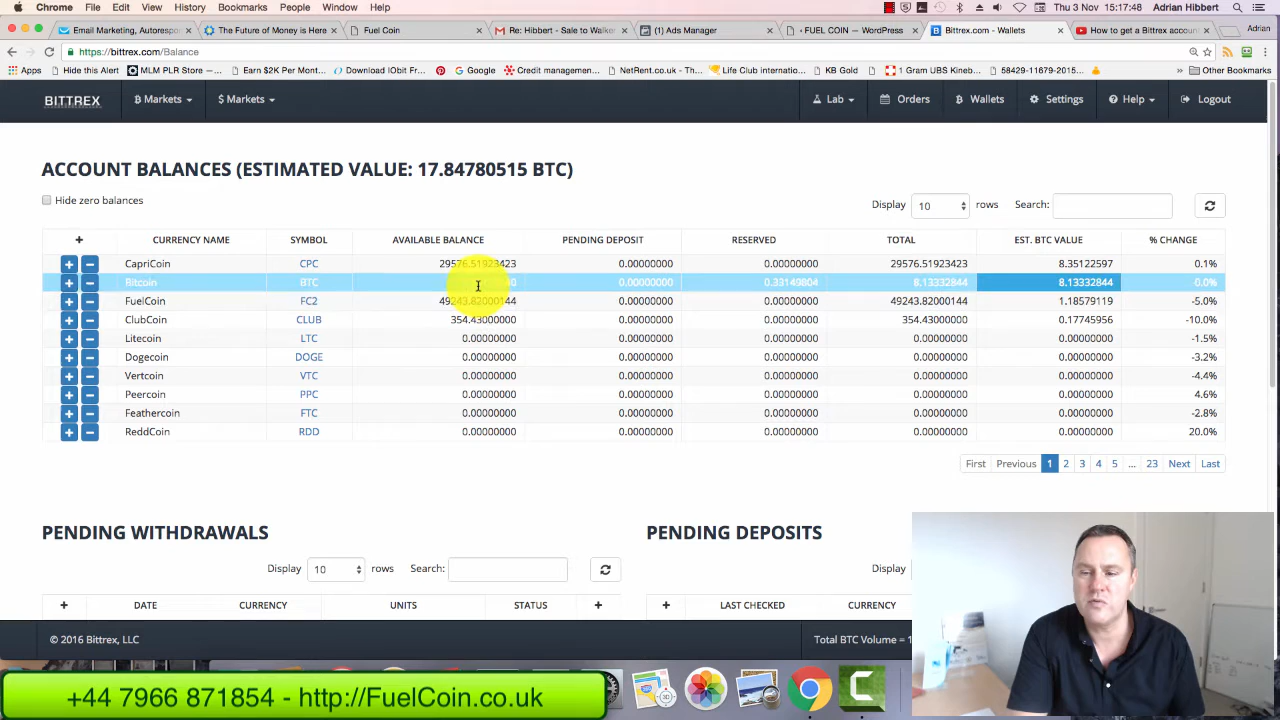 Chrome File Edit View History Bookmarks People Window Help Thu 3 Nov 15:17:48 Adrian Hibbert
Email Marketing, Autorespo The Future of Money is Here Fuel Coin Re: Hibbert - Sale to Walker (1) Ads Manager FUEL COIN — WordPress Bittrex.com - Wallets How to get a Bittrex accoun Adrian
https://bittrex.com/Balance
Apps Hide this Alert MLM PLR Store — ... Earn $2K Per Mont... Download IObit Fr... Google Credit managemen... NetRent.co.uk - Th... Life Club internatio... KB Gold 1 Gram UBS Kineb... 58429-11679-2015... Other Bookmarks
BITTREX Markets $ Markets Lab Orders Wallets Settings Help Logout
ACCOUNT BALANCES (ESTIMATED VALUE: 17.84780515 BTC)
Hide zero balances Display 10 rows Search:
+ CURRENCY NAME SYMBOL AVAILABLE BALANCE PENDING DEPOSIT RESERVED TOTAL EST. BTC VALUE % CHANGE
CapriCoin CPC 29576.51923423 0.00000000 0.00000000 29576.51923423 8.35122597 0.1%
Bitcoin BTC 0.00000000 0.33149804 8.13332844 8.13332844 0.0%
FuelCoin FC2 49243.82000144 0.00000000 0.00000000 49243.82000144 1.18579119 -5.0%
ClubCoin CLUB 354.43000000 0.00000000 0.00000000 354.43000000 0.17745956 -10.0%
Litecoin LTC 0.00000000 0.00000000 0.00000000 0.00000000 0.00000000 -1.5%
Dogecoin DOGE 0.00000000 0.00000000 0.00000000 0.00000000 0.00000000 -3.2%
Vertcoin VTC 0.00000000 0.00000000 0.00000000 0.00000000 0.00000000 -4.4%
Peercoin PPC 0.00000000 0.00000000 0.00000000 0.00000000 0.00000000 4.6%
Feathercoin FTC 0.00000000 0.00000000 0.00000000 0.00000000 0.00000000 -2.8%
ReddCoin RDD 0.00000000 0.00000000 0.00000000 0.00000000 0.00000000 20.0%
First Previous 1 2 3 4 5 ... 23 Next Last
PENDING WITHDRAWALS PENDING DEPOSITS
Display 10 rows Search: Display
+ DATE CURRENCY UNITS STATUS + + LAST CHECKED CURRENCY
© 2016 Bittrex, LLC Total BTC Volume = 1
+44 7966 871854 - http://FuelCoin.co.uk